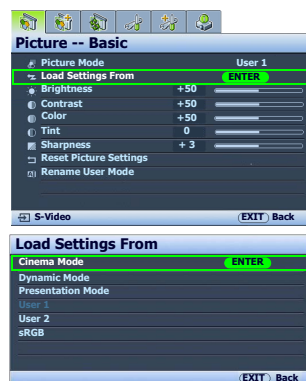 Picture -- Basic
Picture Mode User 1
Load Settings From ENTER
Brightness +50
Contrast +50
Color +50
Tint 0
Sharpness + 3
Reset Picture Settings
Rename User Mode
S-Video EXIT Back
Load Settings From
Cinema Mode ENTER
Dynamic Mode
Presentation Mode
User 1
User 2
sRGB
EXIT Back